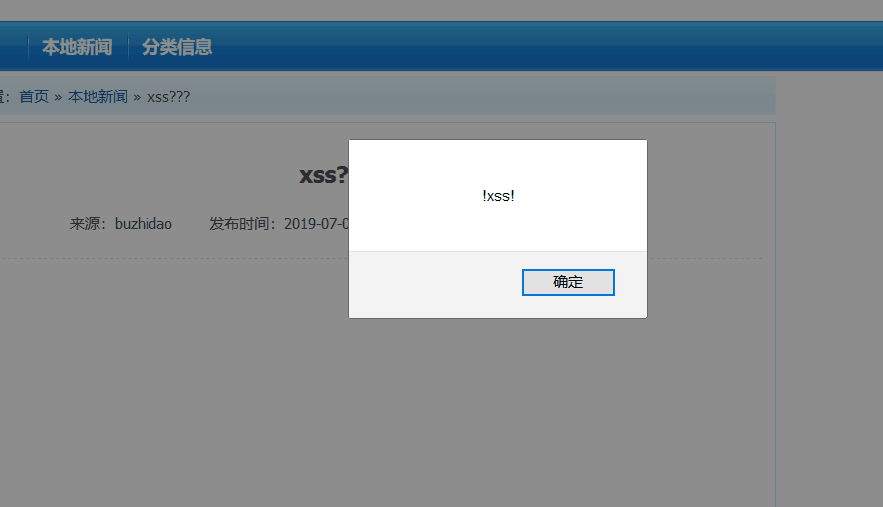 本地新闻 分类信息
置：首页 » 本地新闻 » xss???
xss?
来源：buzhidao 发布时间：2019-07-0
!xss!
确定